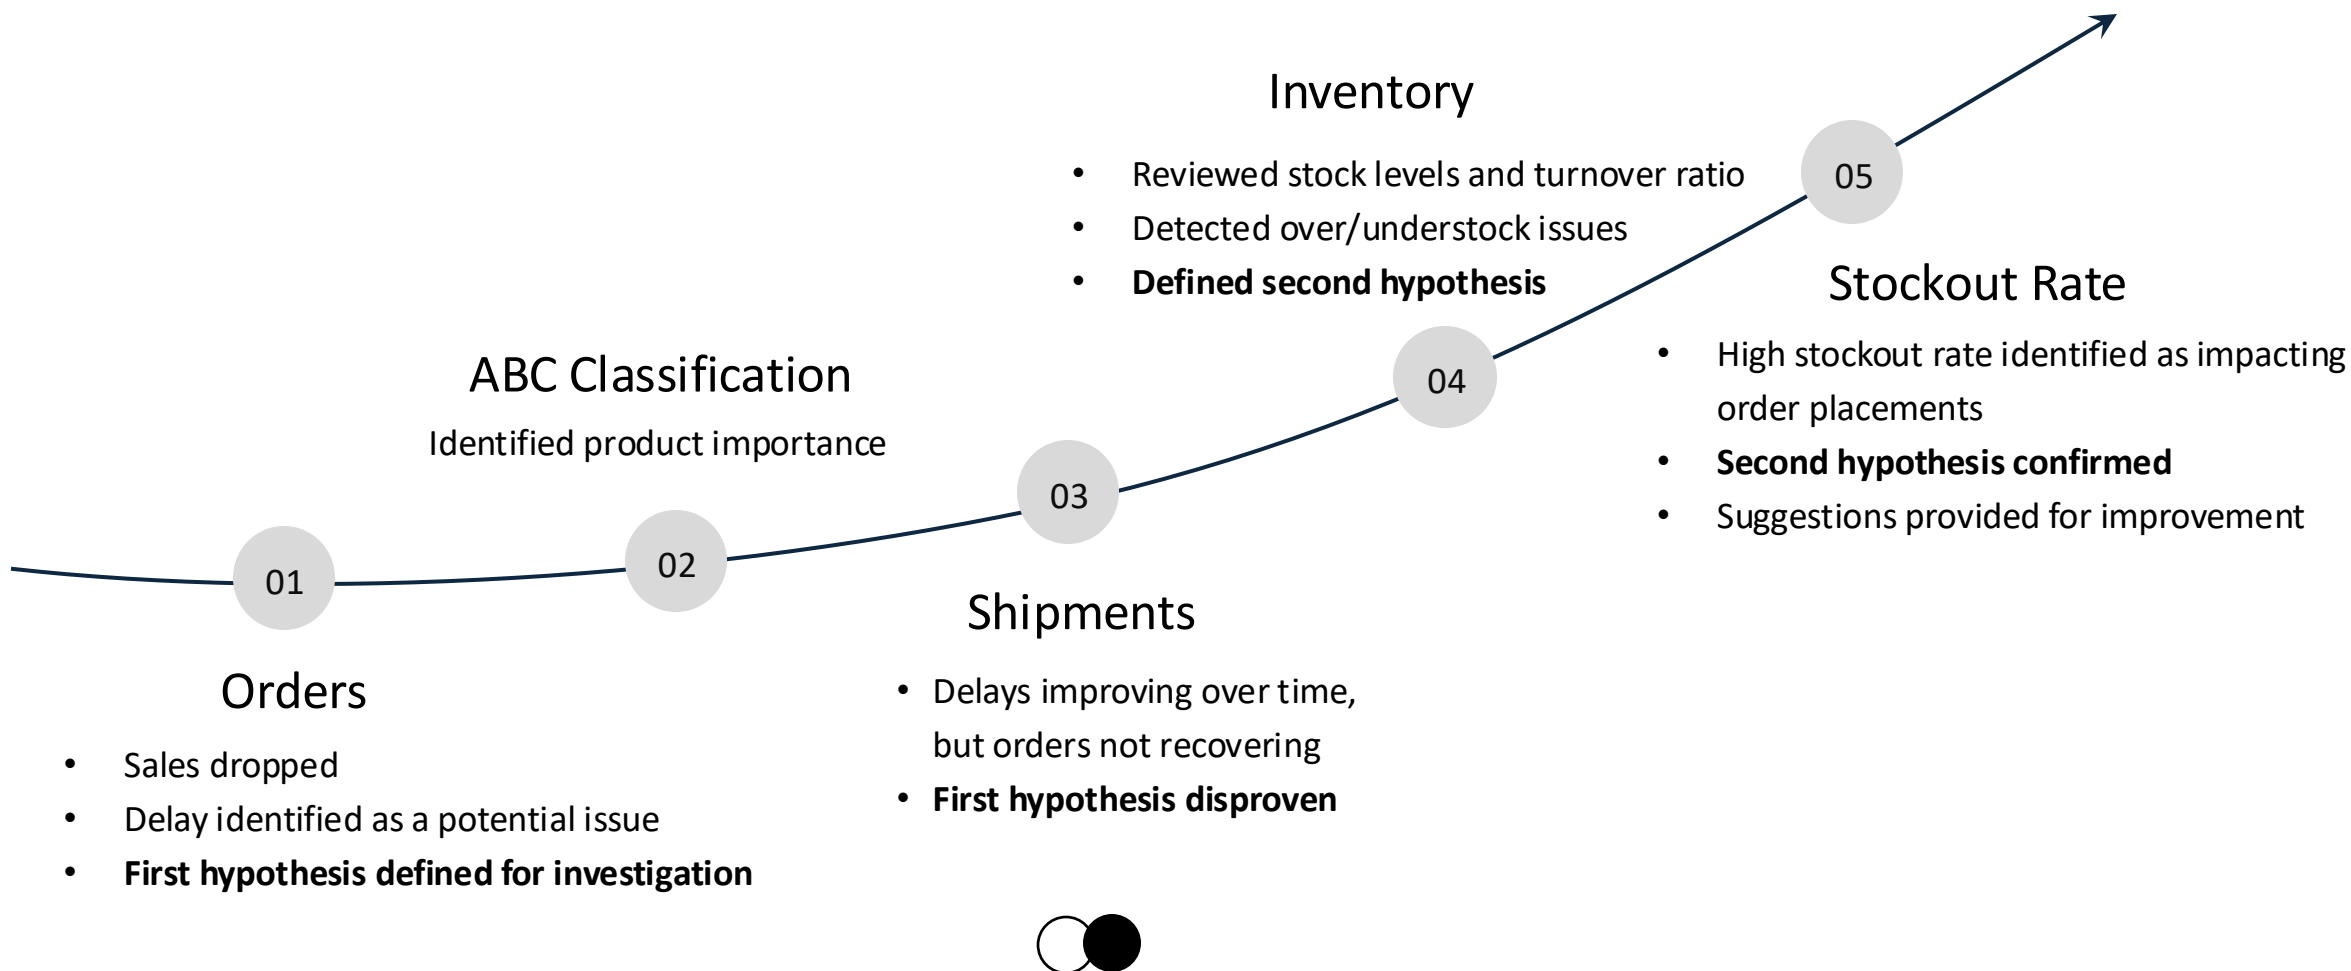 01
Orders
• Sales dropped
• Delay identified as a potential issue
• First hypothesis defined for investigation
02
ABC Classification
Identified product importance
03
Shipments
• Delays improving over time,
but orders not recovering
• First hypothesis disproven
04
Inventory
• Reviewed stock levels and turnover ratio
• Detected over/understock issues
• Defined second hypothesis
05
Stockout Rate
• High stockout rate identified as impacting
order placements
• Second hypothesis confirmed
• Suggestions provided for improvement